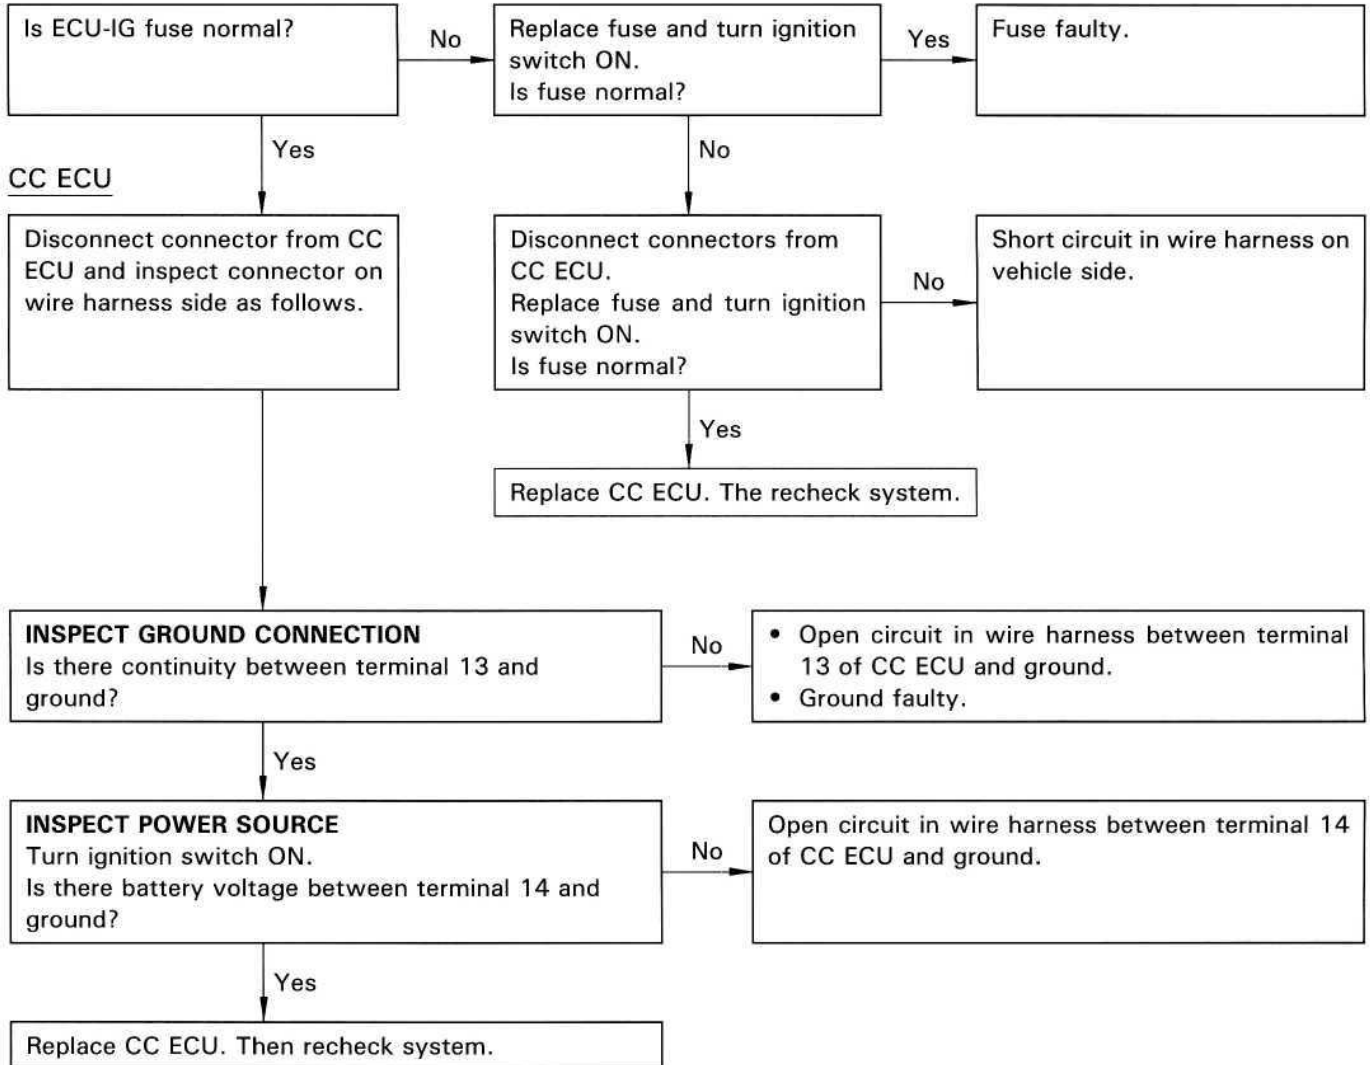 Is ECU-IG fuse normal?
No
Replace fuse and turn ignition
switch ON.
Is fuse normal?
Yes
Fuse faulty.
Yes
No
CC ECU
Disconnect connector from CC
ECU and inspect connector on
wire harness side as follows.
Disconnect connectors from
CC ECU.
Replace fuse and turn ignition
switch ON.
Is fuse normal?
No
Short circuit in wire harness on
vehicle side.
Yes
Replace CC ECU. The recheck system.
INSPECT GROUND CONNECTION
Is there continuity between terminal 13 and
ground?
No
• Open circuit in wire harness between terminal
13 of CC ECU and ground.
• Ground faulty.
Yes
INSPECT POWER SOURCE
Turn ignition switch ON.
Is there battery voltage between terminal 14 and
ground?
No
Open circuit in wire harness between terminal 14
of CC ECU and ground.
Yes
Replace CC ECU. Then recheck system.